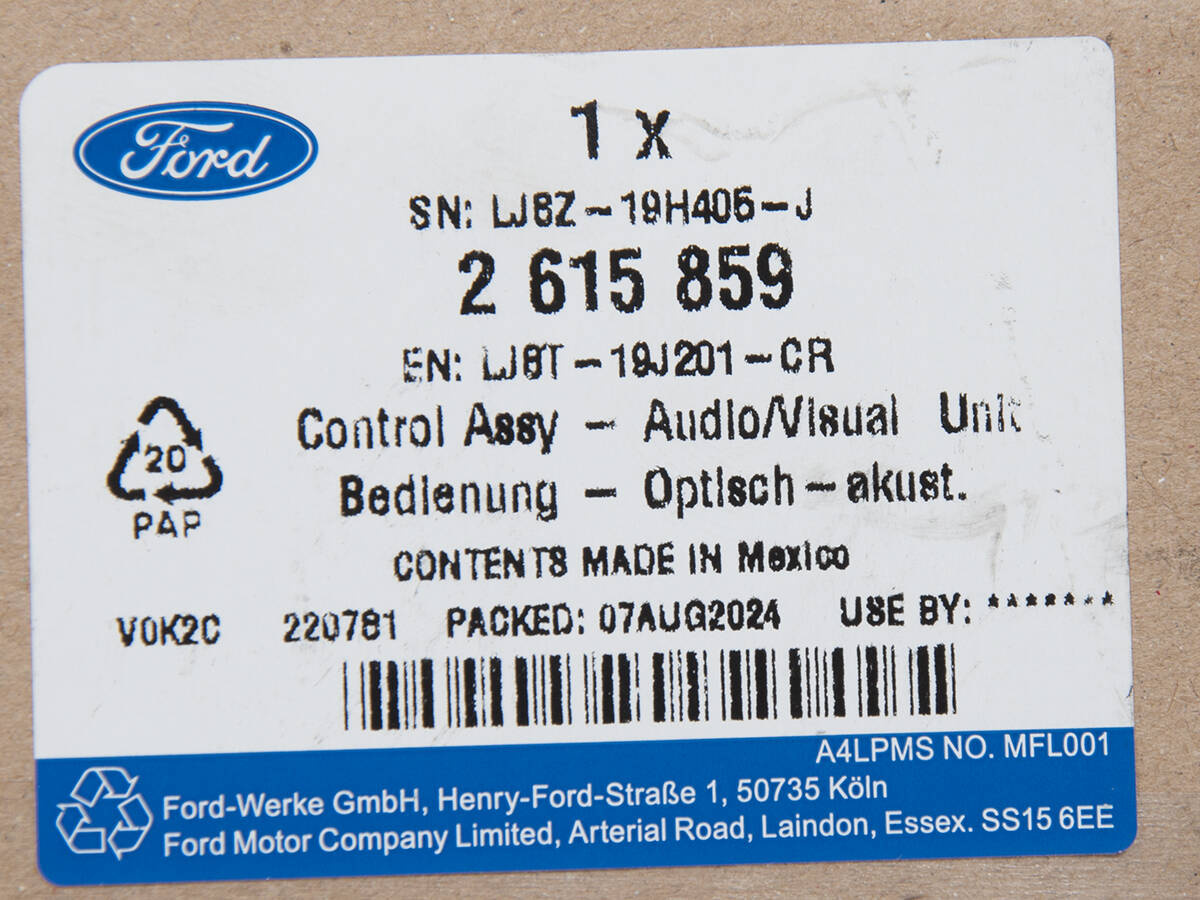 Ford
1 x
SN: LJ6Z-19H405-J
2 615 859
EN: LJ6T-19J201-CR
Control Assy - Audio/Visual Unit
Bedienung - Optisch-akust.
20
PAP
CONTENTS MADE IN Mexico
V0K2C 220781 PACKED: 07AUG2024 USE BY: *******
A4LPMS NO. MFL001
Ford-Werke GmbH, Henry-Ford-Straße 1, 50735 Köln
Ford Motor Company Limited, Arterial Road, Laindon, Essex. SS15 6EE